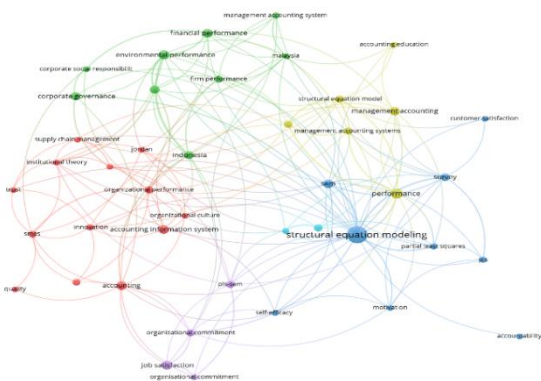 management accounting system
financial performance
accounting education
environmental performance
malaysia
corporate social responsibili
firm performance
corporate governance
structural equation model
management accounting
customer satisfaction
management accounting systems
supply chain management
jordan
indonesia
institutional theory
survey
trust
organizational performance
sem
performance
organizational culture
smes
innovation
accounting information system
structural equation modeling
partial least squares
quality
accounting
pls-sem
motivation
self-efficacy
organisational commitment
accountability
job satisfaction
organisational commitment